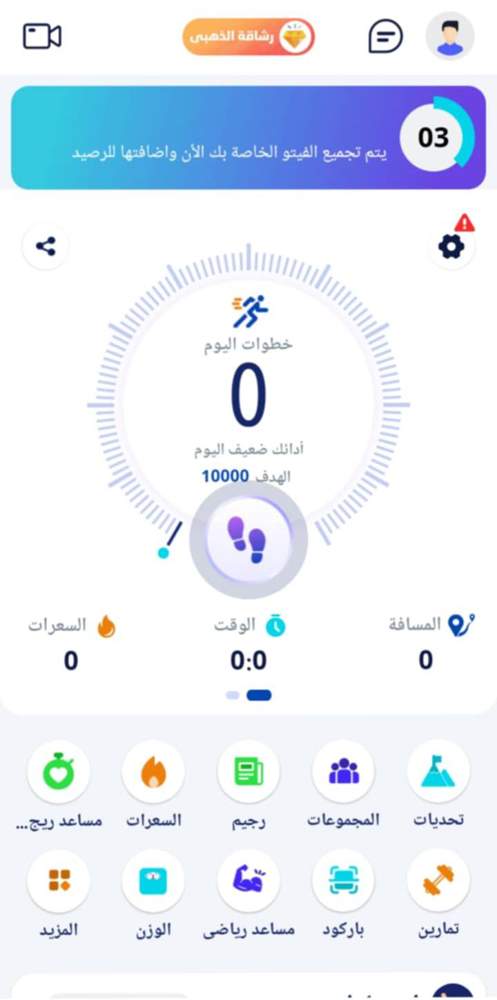 رشاقة الذهبى
03
يتم تجميع الفيتو الخاصة بك الأن واضافتها للرصيد
خطوات اليوم
0
أدائك ضعيف اليوم
الهدف 10000
المسافة
0
الوقت
0:0
السعرات
0
تحديات
المجموعات
رجيم
السعرات
مساعد ريج...
تمارين
باركود
مساعد رياضى
الوزن
المزيد